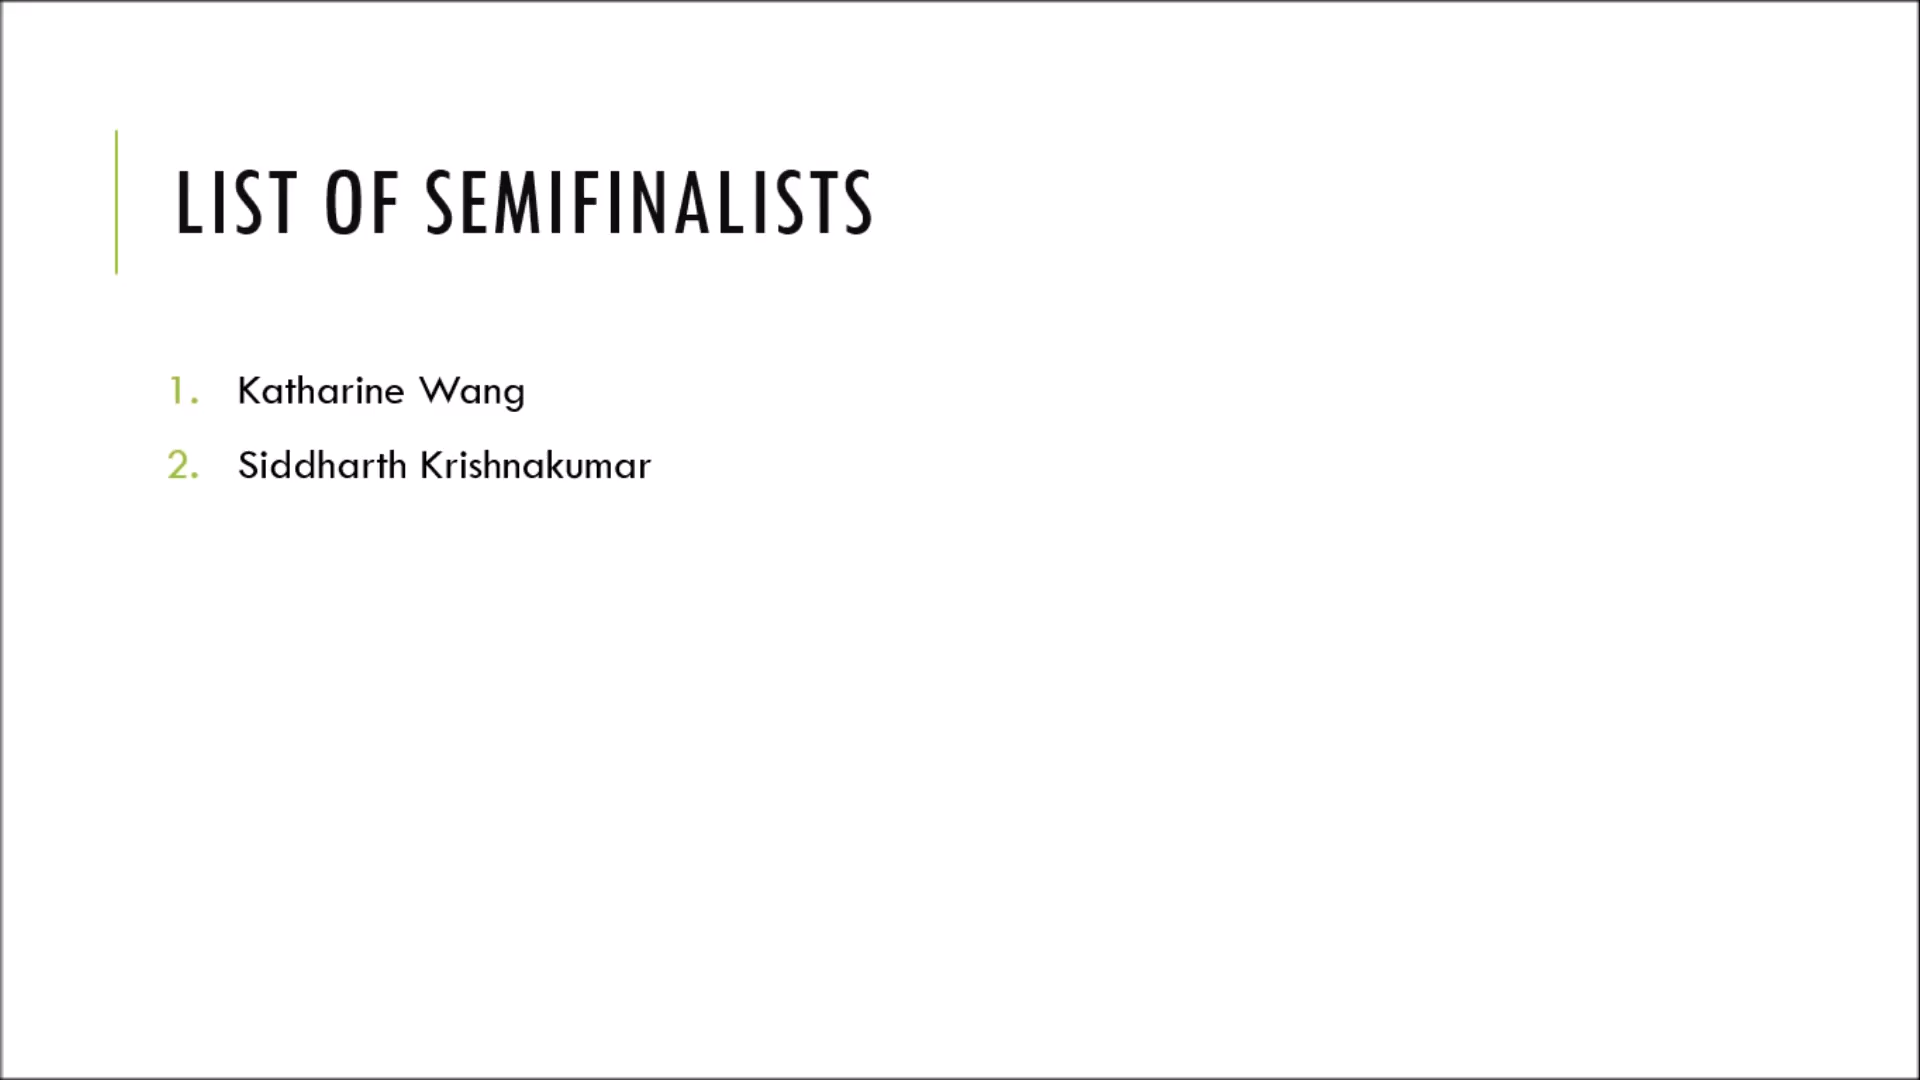 LIST OF SEMIFINALISTS
1. Katharine Wang
2. Siddharth Krishnakumar